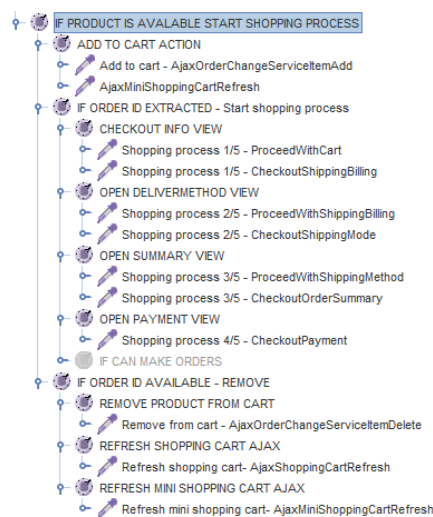 IF PRODUCT IS AVALABLE START SHOPPING PROCESS
ADD TO CART ACTION
Add to cart - AjaxOrderChangeServiceItemAdd
AjaxMiniShoppingCartRefresh
IF ORDER ID EXTRACTED - Start shopping process
CHECKOUT INFO VIEW
Shopping process 1/5 - ProceedWithCart
Shopping process 1/5 - CheckoutShippingBilling
OPEN DELIVERMETHOD VIEW
Shopping process 2/5 - ProceedWithShippingBilling
Shopping process 2/5 - CheckoutShippingMode
OPEN SUMMARY VIEW
Shopping process 3/5 - ProceedWithShippingMethod
Shopping process 3/5 - CheckoutOrderSummary
OPEN PAYMENT VIEW
Shopping process 4/5 - CheckoutPayment
IF CAN MAKE ORDERS
IF ORDER ID AVAILABLE - REMOVE
REMOVE PRODUCT FROM CART
Remove from cart - AjaxOrderChangeServiceItemDelete
REFRESH SHOPPING CART AJAX
Refresh shopping cart- AjaxShoppingCartRefresh
REFRESH MINI SHOPPING CART AJAX
Refresh mini shopping cart- AjaxMiniShoppingCartRefresh